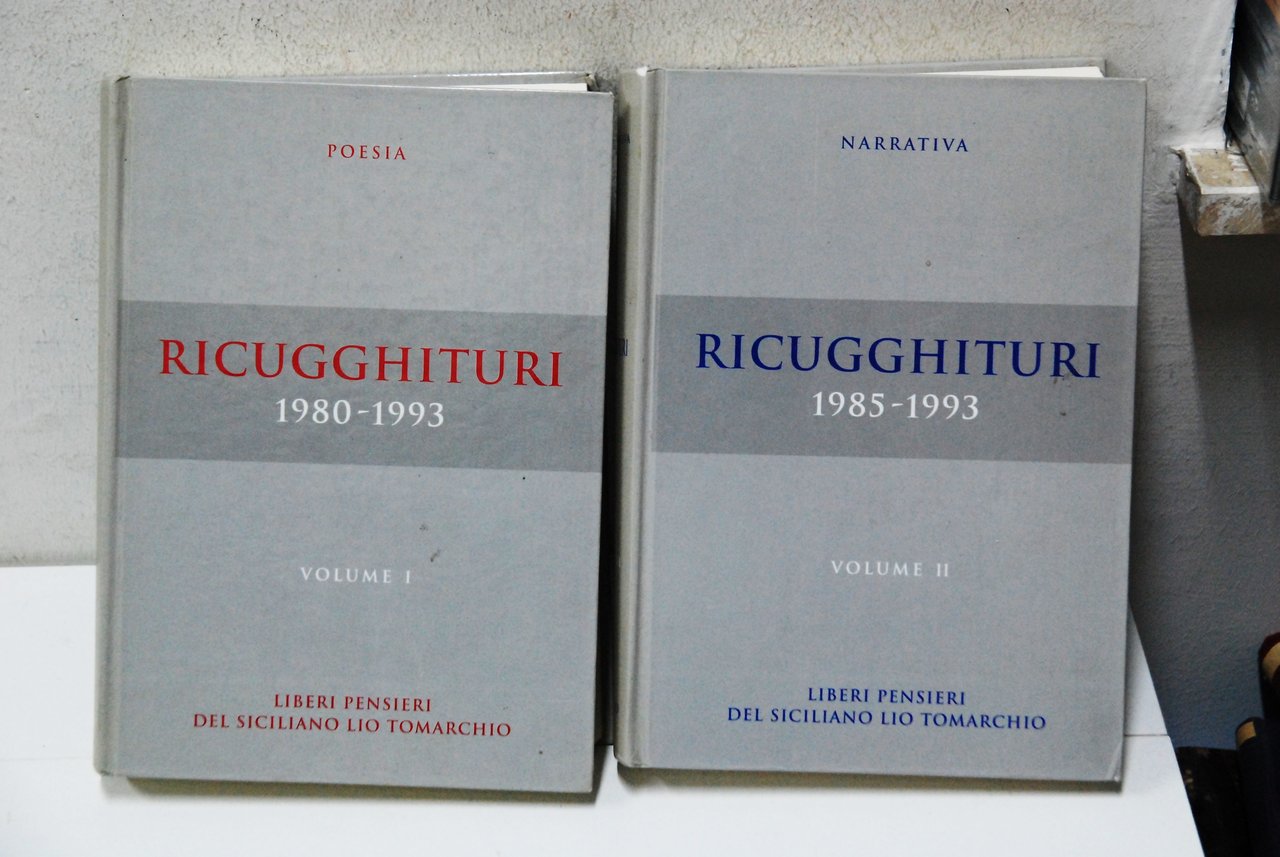 POESIA
RICUGGHITURI
1980-1993
VOLUME I
LIBERI PENSIERI
DEL SICILIANO LIO TOMARCHIO
NARRATIVA
RICUGGHITURI
1985-1993
VOLUME II
LIBERI PENSIERI
DEL SICILIANO LIO TOMARCHIO